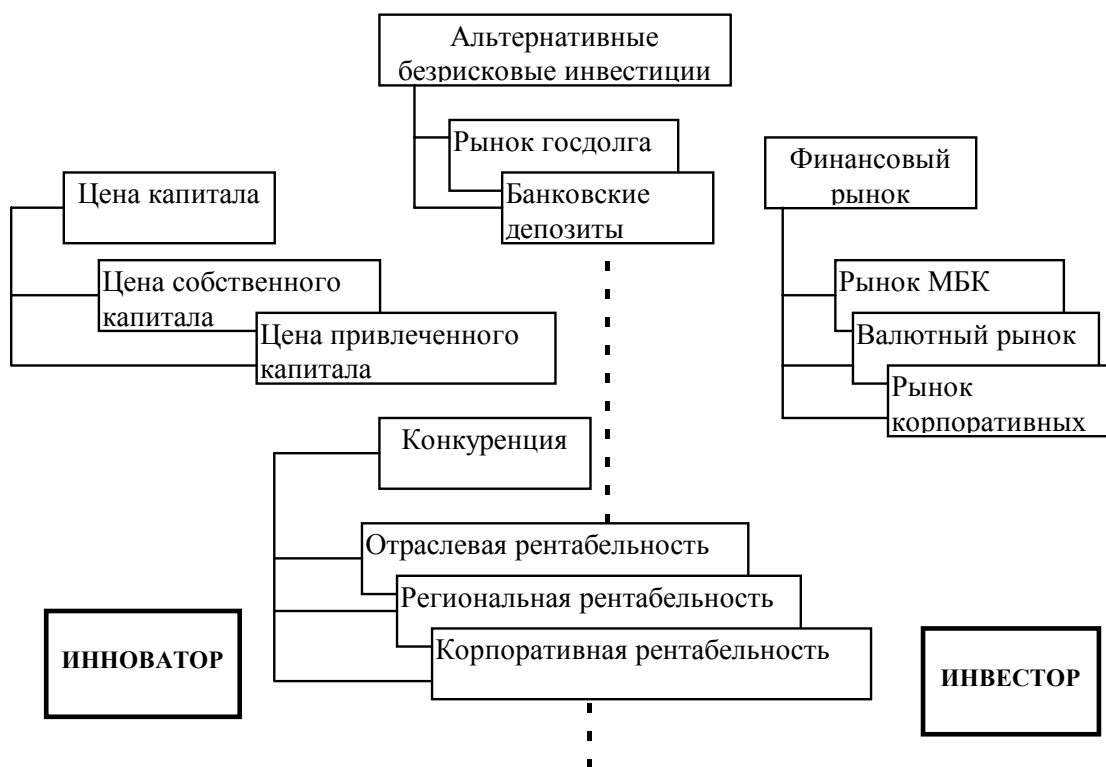 Альтернативные
безрисковые инвестиции
Рынок госдолга
Банковские
депозиты
Финансовый
рынок
Цена капитала
Цена собственного
капитала
Цена привлеченного
капитала
Рынок МБК
Валютный рынок
Рынок
корпоративных
Конкуренция
Отраслевая рентабельность
Региональная рентабельность
Корпоративная рентабельность
ИННОВАТОР
ИНВЕСТОР